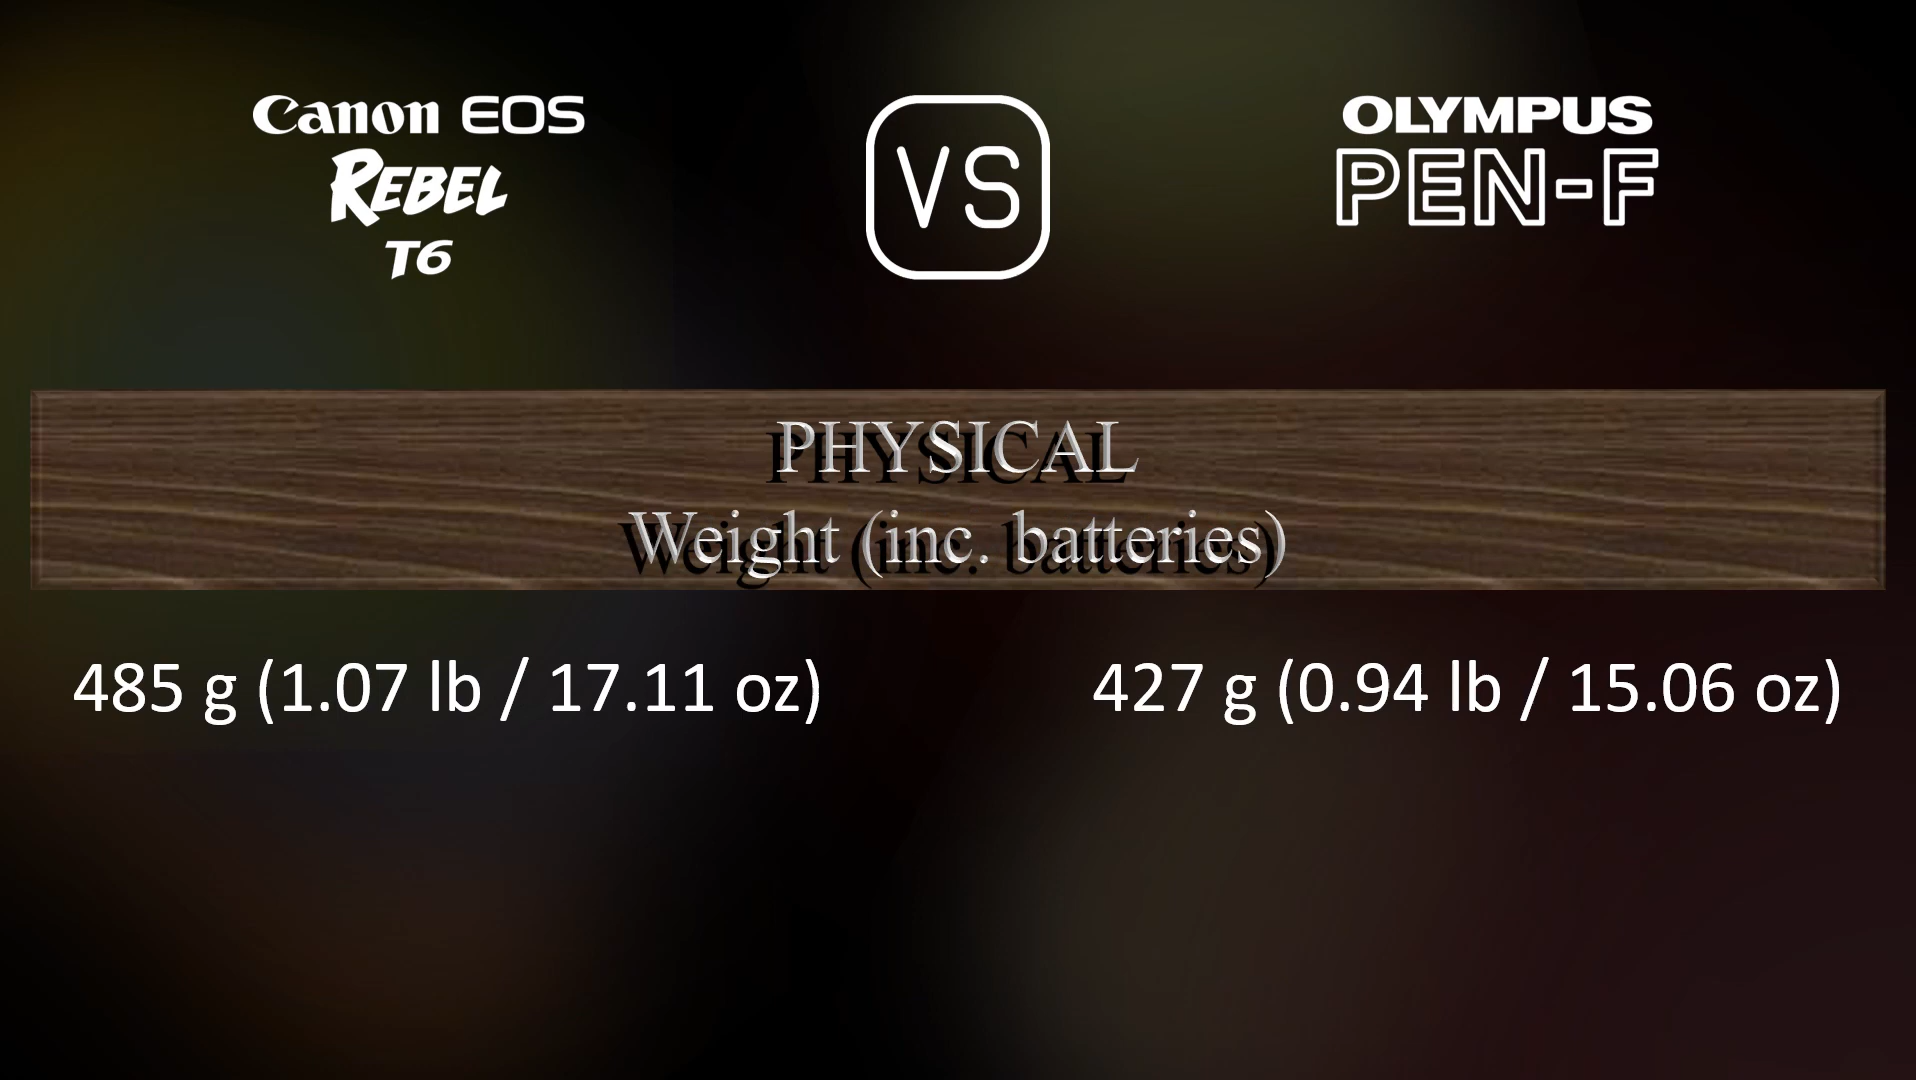 Canon EOS
REBEL
T6
VS
OLYMPUS
PEN-F
PHYSICAL
Weight (inc. batteries)
485 g (1.07 lb / 17.11 oz)
427 g (0.94 lb / 15.06 oz)